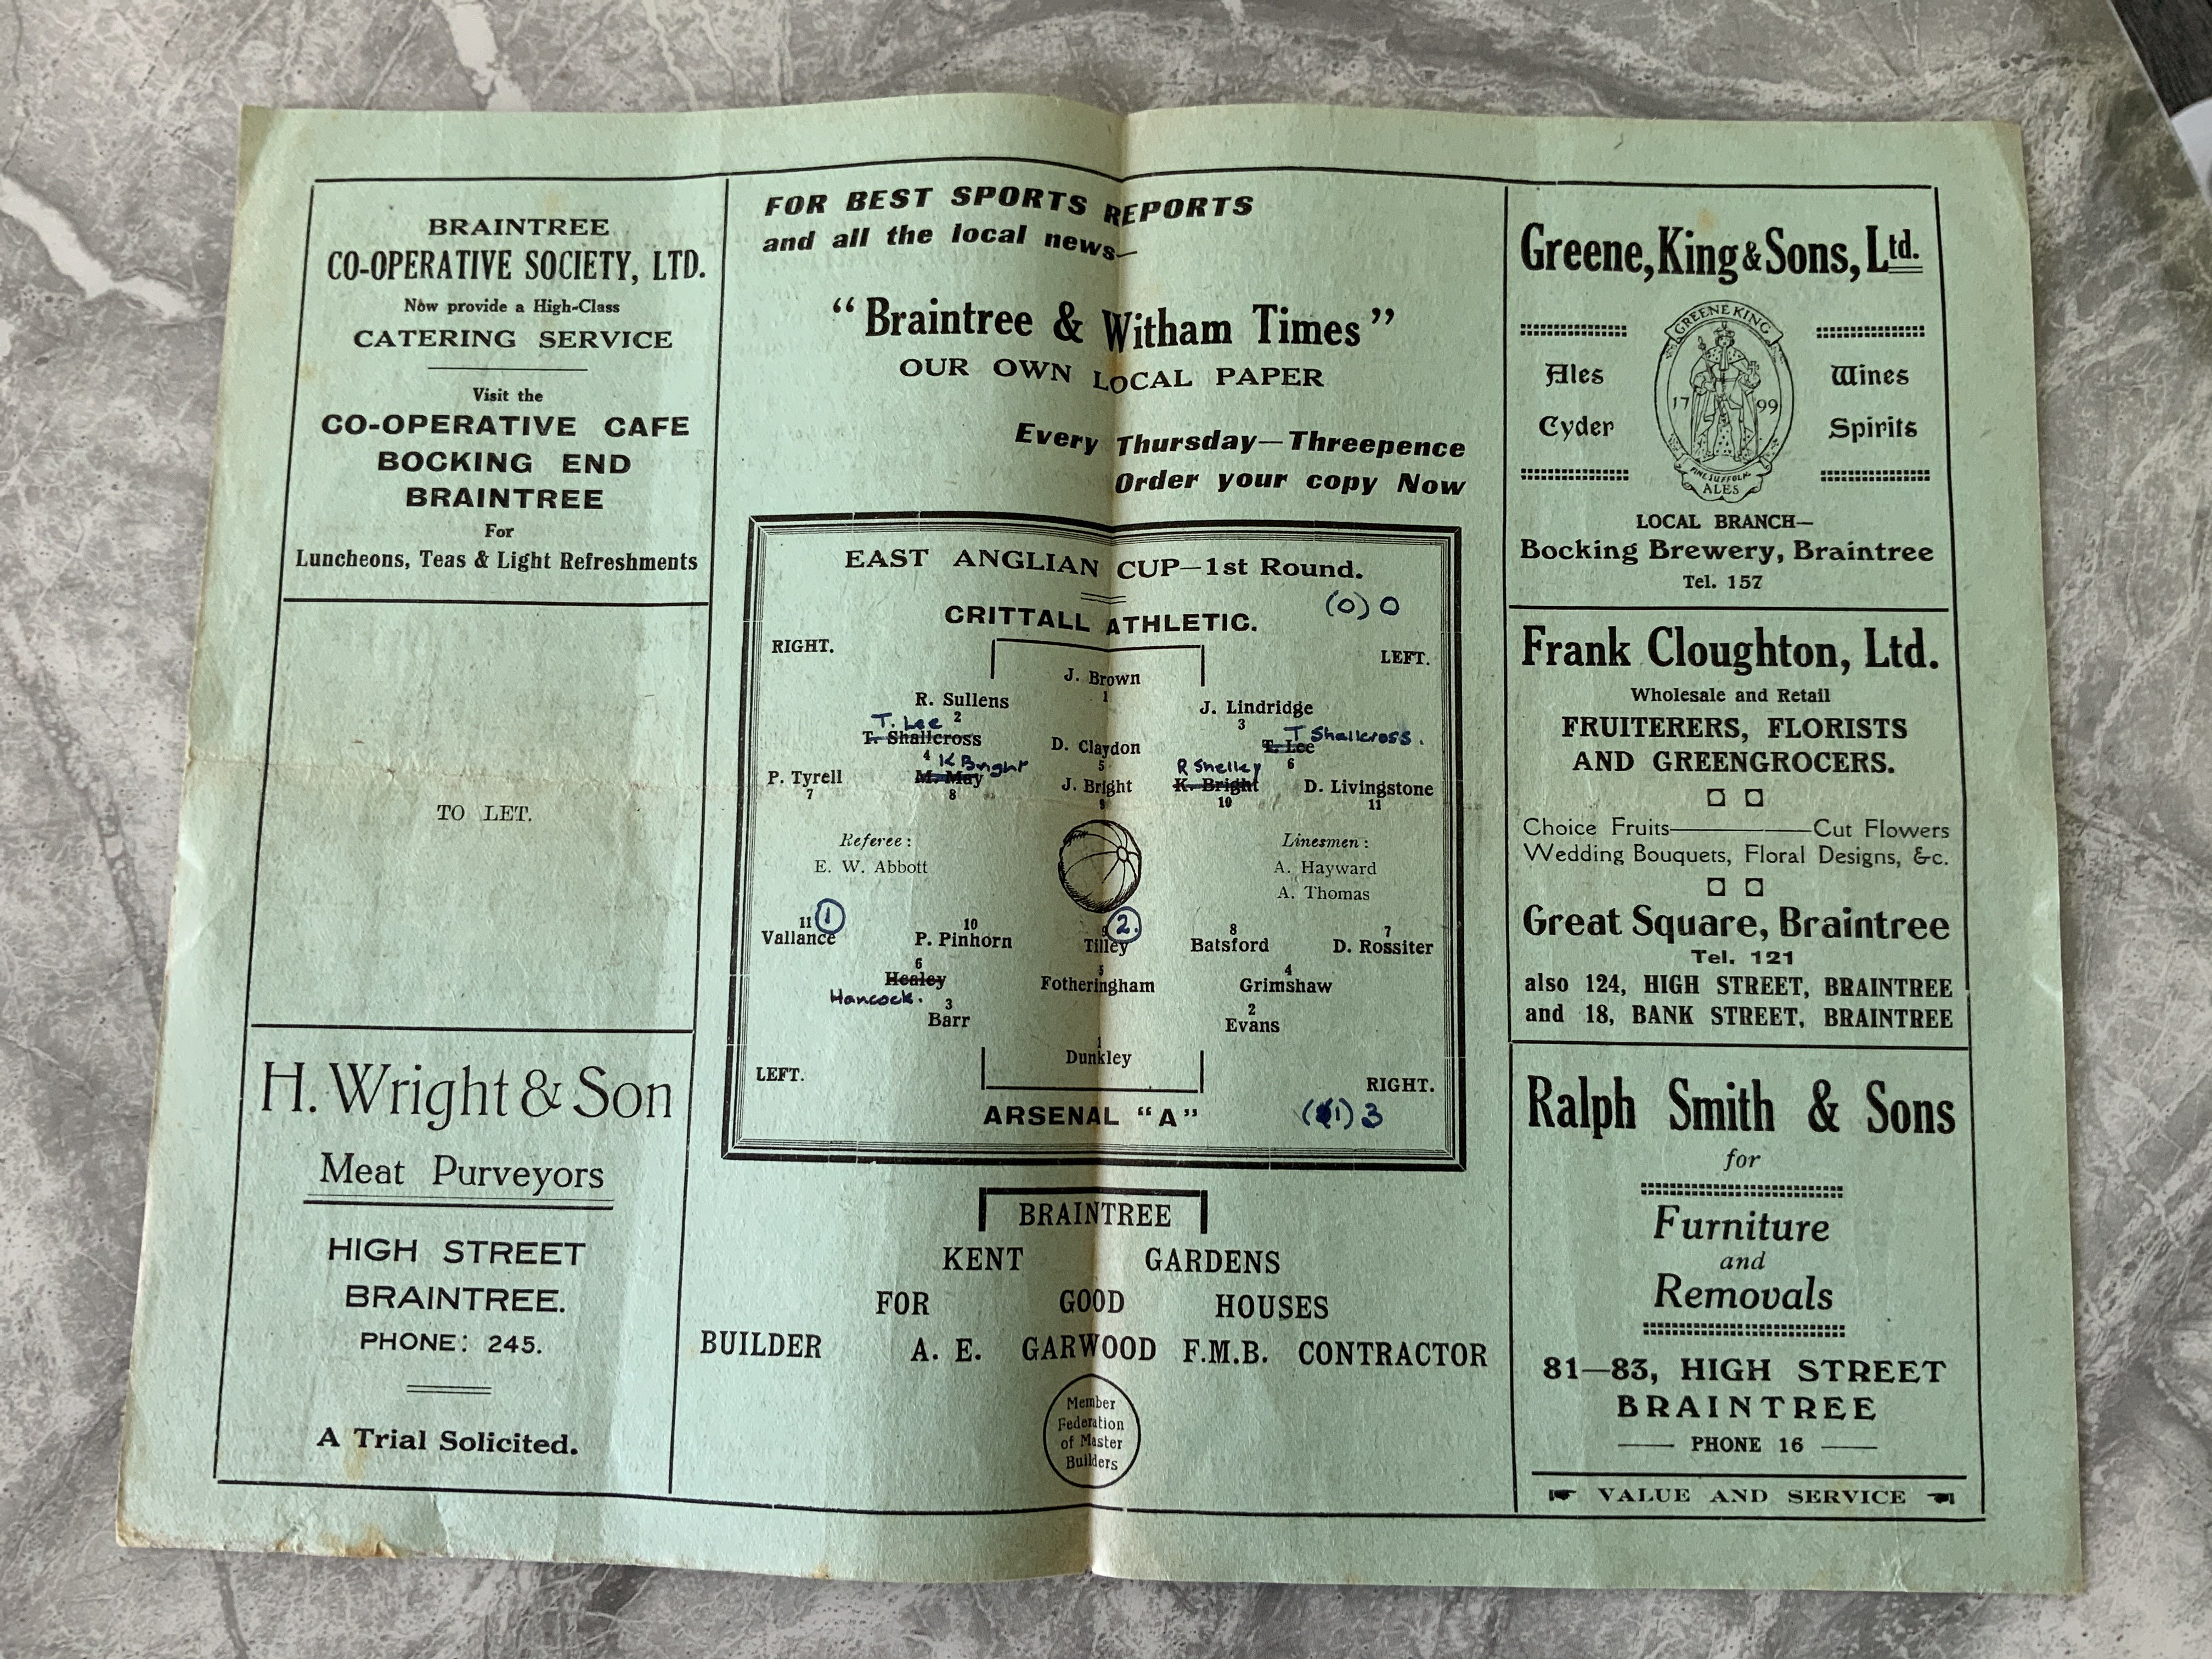 BRAINTREE
CO-OPERATIVE SOCIETY, LTD.
Now provide a High-Class
CATERING SERVICE
Visit the
CO-OPERATIVE CAFE
BOCKING END
BRAINTREE
For
Luncheons, Teas & Light Refreshments
TO LET.
H. Wright & Son
Meat Purveyors
HIGH STREET
BRAINTREE.
PHONE: 245.
A Trial Solicited.
FOR BEST SPORTS REPORTS
and all the local news—
"Braintree & Witham Times"
OUR OWN LOCAL PAPER
Every Thursday—Threepence
Order your copy Now
EAST ANGLIAN CUP—1st Round.
(0) 0
CRITTALL ATHLETIC.
RIGHT. LEFT.
J. Brown
1
R. Sullens J. Lindridge
2 3
T. Lee T Shallcross.
T. Shallcross D. Claydon T. Lee
4 5 6
K Bright R Shelley
P. Tyrell M. May J. Bright K. Bright D. Livingstone
7 8 9 10 11
Referee: Linesmen:
E. W. Abbott A. Hayward
A. Thomas
1 2.
11 10 9 8 7
Vallance P. Pinhorn Tilley Batsford D. Rossiter
6 5 4
Healey Fotheringham Grimshaw
Hancock.
3 2
Barr Evans
1
Dunkley
LEFT. RIGHT.
ARSENAL "A" (1) 3
BRAINTREE
KENT GARDENS
FOR GOOD HOUSES
BUILDER A. E. GARWOOD F.M.B. CONTRACTOR
Member
Federation
of Master
Builders
Greene, King & Sons, Ltd.
GREENE KING
Ales Wines
17 99
Cyder Spirits
FINE SUFFOLK
ALES
LOCAL BRANCH—
Bocking Brewery, Braintree
Tel. 157
Frank Cloughton, Ltd.
Wholesale and Retail
FRUITERERS, FLORISTS
AND GREENGROCERS.
Choice Fruits———Cut Flowers
Wedding Bouquets, Floral Designs, &c.
Great Square, Braintree
Tel. 121
also 124, HIGH STREET, BRAINTREE
and 18, BANK STREET, BRAINTREE
Ralph Smith & Sons
for
Furniture
and
Removals
81—83, HIGH STREET
BRAINTREE
— PHONE 16 —
VALUE AND SERVICE